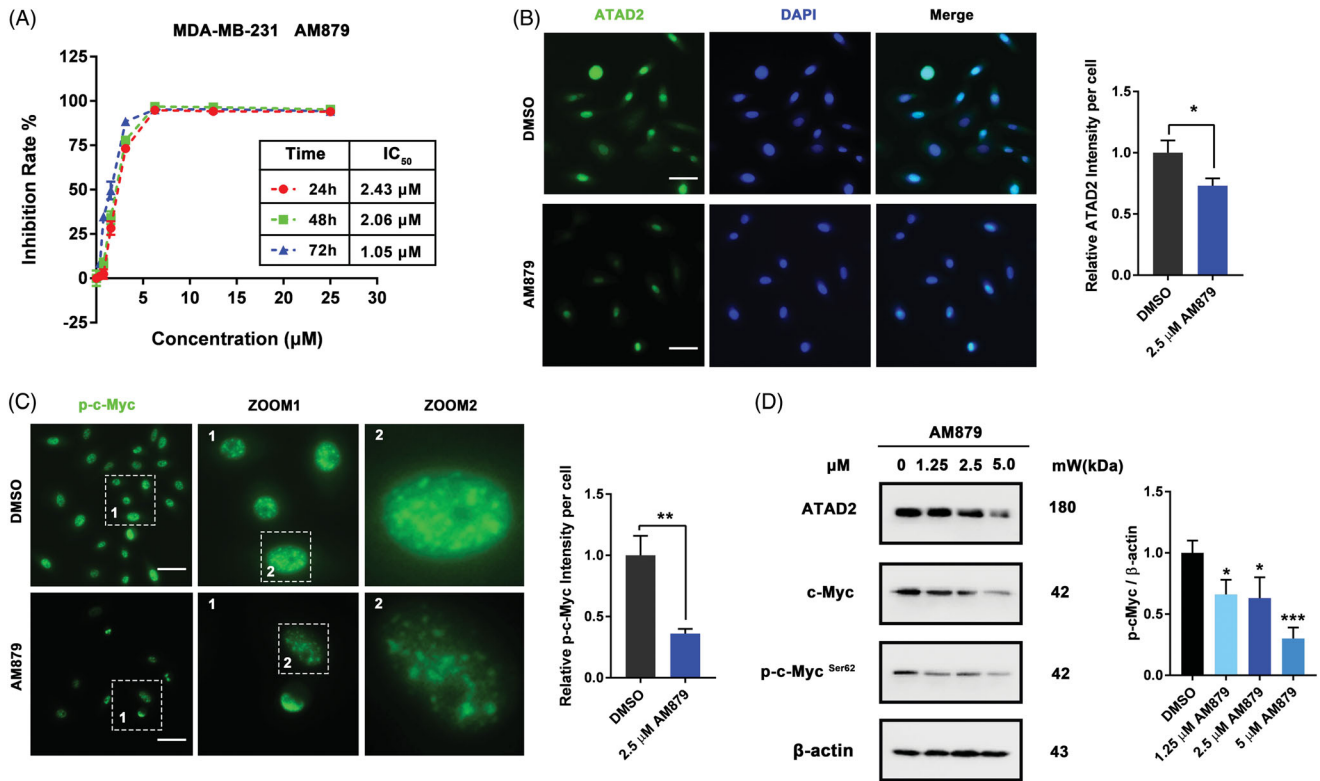 (A)
MDA-MB-231 AM879
Inhibition Rate %
125
100
75
50
25
0
-25
0 5 10 15 20 25 30
Concentration (μM)
Time IC50
24h 2.43 μM
48h 2.06 μM
72h 1.05 μM
(B)
ATAD2 DAPI Merge
DMSO
AM879
Relative ATAD2 Intensity per cell
1.5
1.0
0.5
0.0
*
DMSO
2.5 μM AM879
(C)
p-c-Myc ZOOM1 ZOOM2
DMSO
1
1
2
2
AM879
1
1
2
2
Relative p-c-Myc Intensity per cell
1.5
1.0
0.5
0.0
**
DMSO
2.5 μM AM879
(D)
AM879
μM 0 1.25 2.5 5.0 mW(kDa)
ATAD2 180
c-Myc 42
p-c-Myc Ser62 42
β-actin 43
p-cMyc / β-actin
1.5
1.0
0.5
0.0
* * ***
DMSO
1.25 μM AM879
2.5 μM AM879
5 μM AM879